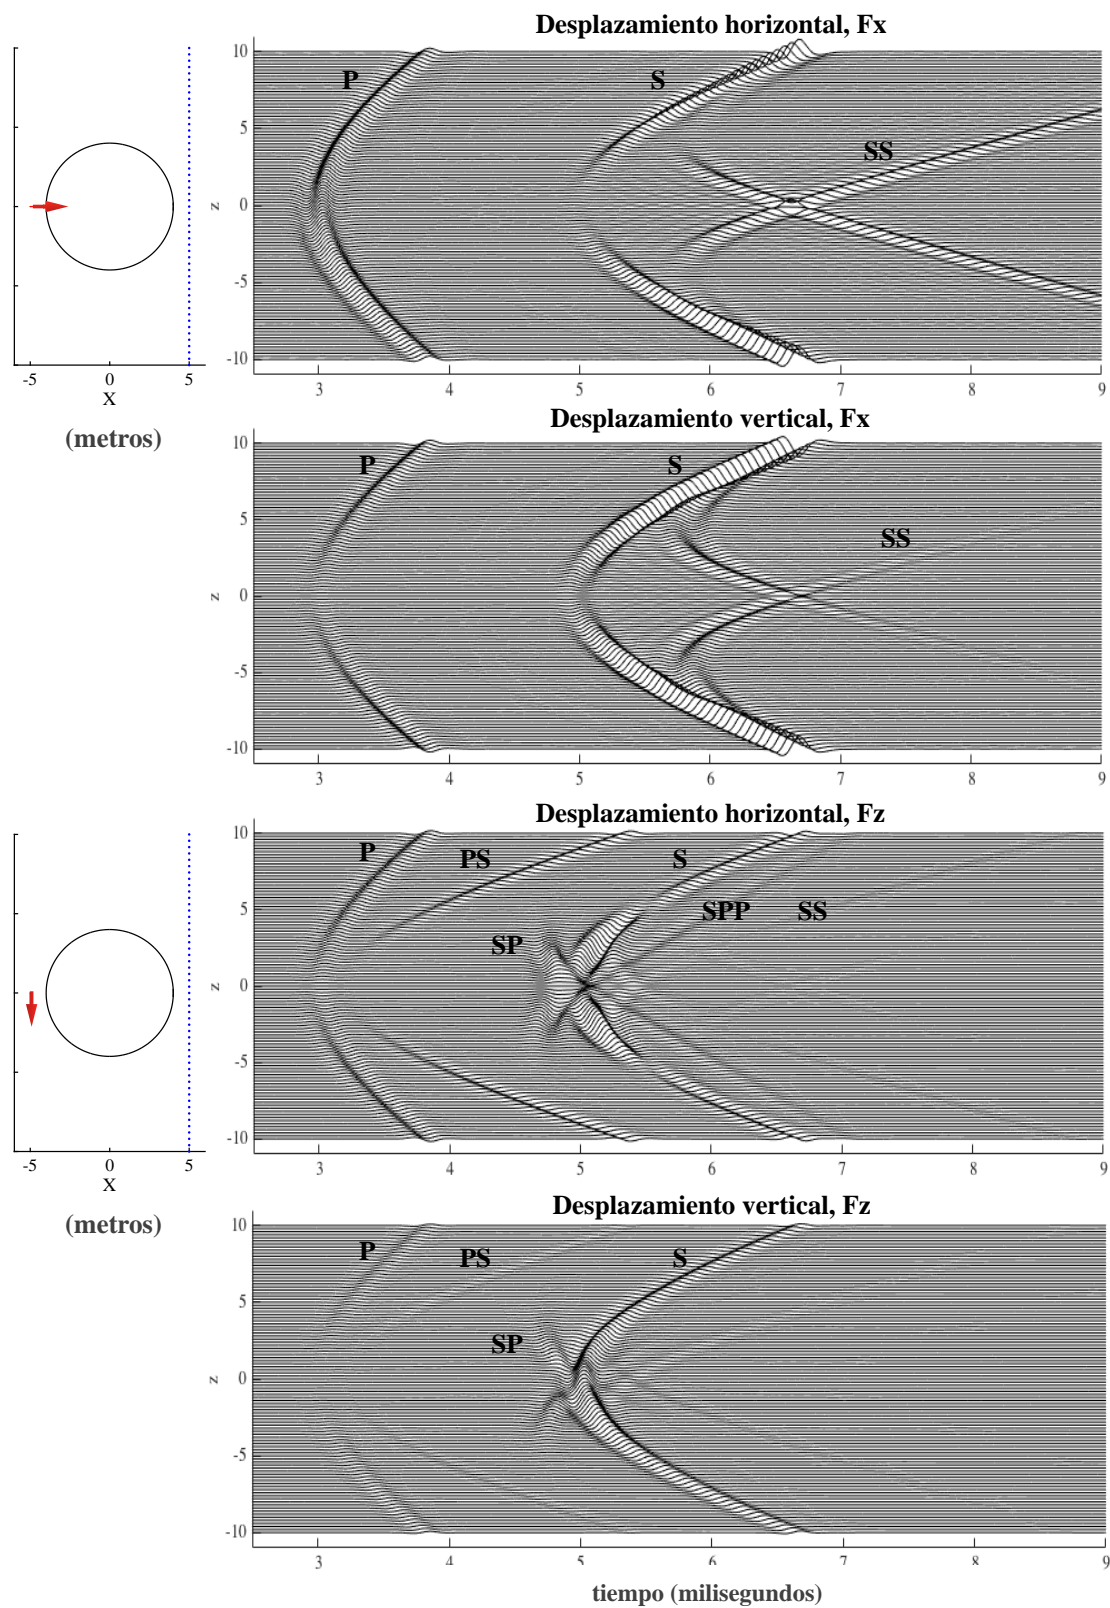 Desplazamiento horizontal, Fx
10
P
S
5
SS
z
0
-5
-10
-5 0 5
3 4 5 6 7 8 9
X
(metros)
Desplazamiento vertical, Fx
10
P
S
5
SS
z
0
-5
-10
3 4 5 6 7 8 9
Desplazamiento horizontal, Fz
10
P
PS
S
5
SPP
SS
SP
z
0
-5
-10
-5 0 5
3 4 5 6 7 8 9
X
(metros)
Desplazamiento vertical, Fz
10
P
PS
S
5
SP
z
0
-5
-10
3 4 5 6 7 8 9
tiempo (milisegundos)